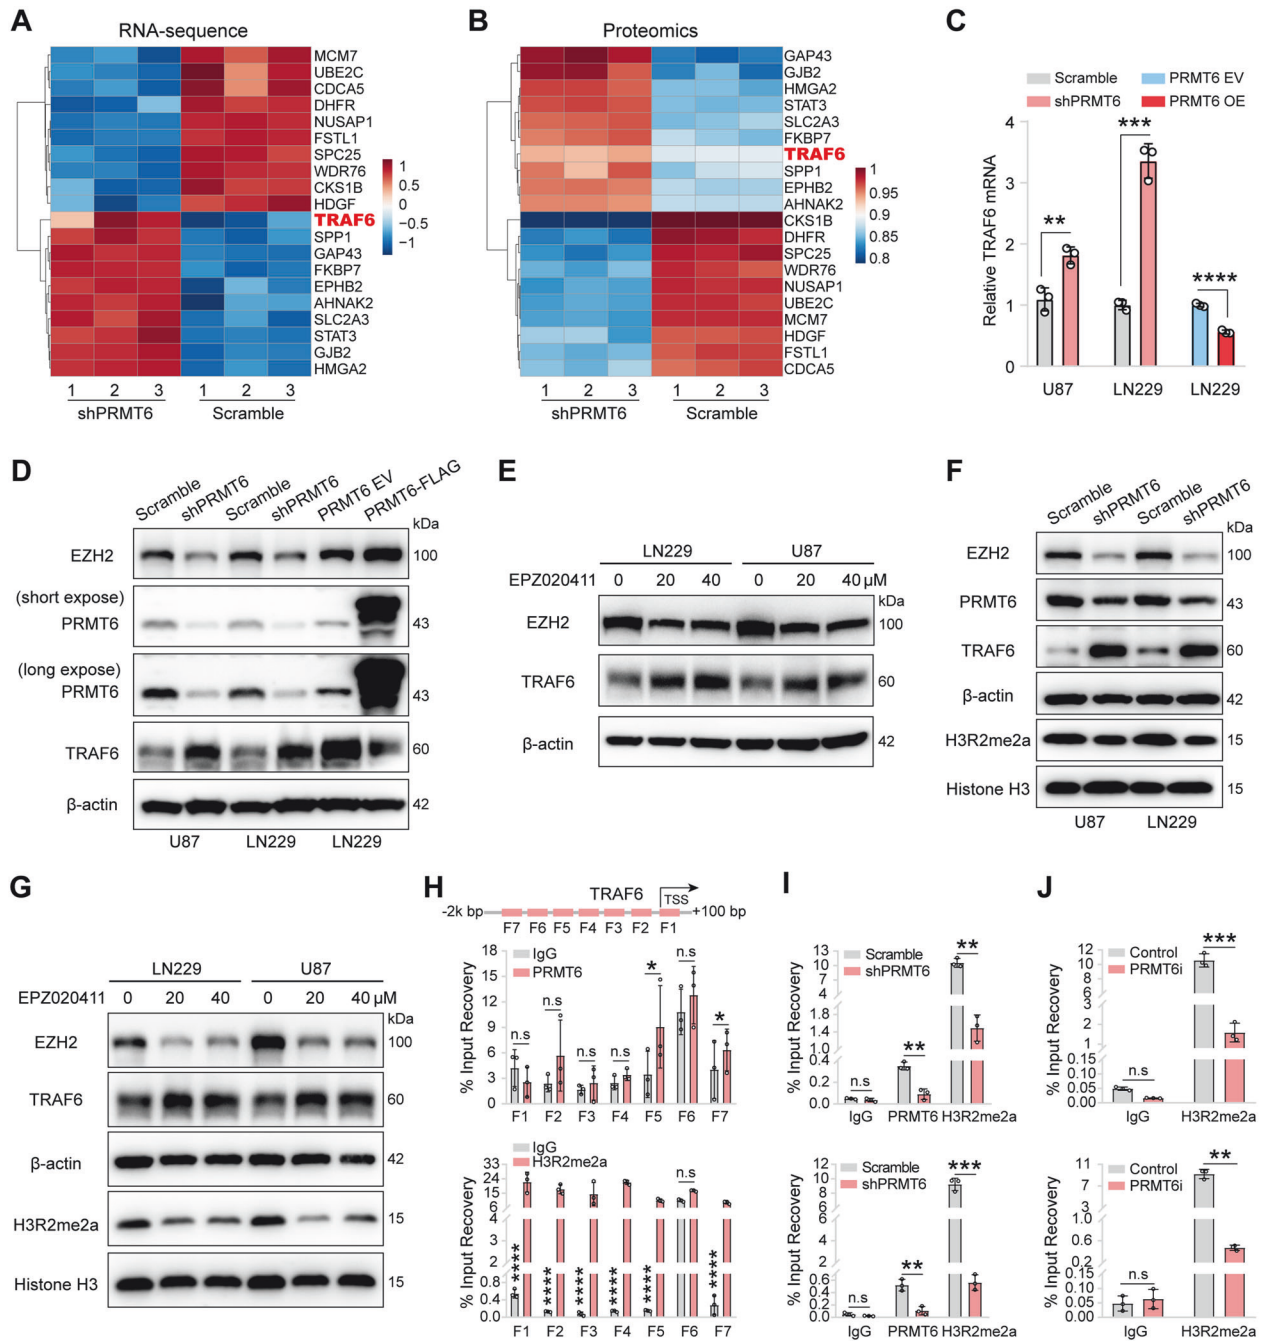 A
RNA-sequence
MCM7
UBE2C
CDCA5
DHFR
NUSAP1
FSTL1
SPC25
WDR76
CKS1B
HDGF
TRAF6
SPP1
GAP43
FKBP7
EPHB2
AHNAK2
SLC2A3
STAT3
GJB2
HMGA2
1
0.5
0
−0.5
−1
1 2 3 1 2 3
shPRMT6 Scramble
B
Proteomics
GAP43
GJB2
HMGA2
STAT3
SLC2A3
FKBP7
TRAF6
SPP1
EPHB2
AHNAK2
CKS1B
DHFR
SPC25
WDR76
NUSAP1
UBE2C
MCM7
HDGF
FSTL1
CDCA5
1
0.95
0.9
0.85
0.8
1 2 3 1 2 3
shPRMT6 Scramble
C
Scramble PRMT6 EV
shPRMT6 PRMT6 OE
Relative TRAF6 mRNA
4
3
2
1
0
** *** ****
U87 LN229 LN229
D
Scramble shPRMT6 Scramble shPRMT6 PRMT6 EV PRMT6-FLAG
kDa
EZH2 100
(short expose)
PRMT6 43
(long expose)
PRMT6 43
TRAF6 60
β-actin 42
U87 LN229 LN229
E
LN229 U87
EPZ020411 0 20 40 0 20 40 μM
kDa
EZH2 100
TRAF6 60
β-actin 42
F
Scramble shPRMT6 Scramble shPRMT6
kDa
EZH2 100
PRMT6 43
TRAF6 60
β-actin 42
H3R2me2a 15
Histone H3 15
U87 LN229
G
LN229 U87
EPZ020411 0 20 40 0 20 40 μM
kDa
EZH2 100
TRAF6 60
β-actin 42
H3R2me2a 15
Histone H3 15
H
TRAF6 TSS
-2k bp +100 bp
F7 F6 F5 F4 F3 F2 F1
% Input Recovery
18
15
12
9
6
3
0
IgG
PRMT6
n.s n.s n.s n.s * n.s *
F1 F2 F3 F4 F5 F6 F7
% Input Recovery
33
24
15
6
4
2
0.8
0.4
0.0
IgG
H3R2me2a
n.s
**** **** **** **** **** ****
F1 F2 F3 F4 F5 F6 F7
I
% Input Recovery
13
10
7
4
1.8
1.4
1.0
0.4
0.2
0.0
Scramble
shPRMT6
n.s ** **
IgG PRMT6 H3R2me2a
% Input Recovery
12
10
8
6
4
2
0.6
0.4
0.2
0.0
Scramble
shPRMT6
n.s ** ***
IgG PRMT6 H3R2me2a
J
% Input Recovery
12
10
8
6
2
1
0.15
0.10
0.05
0.00
Control
PRMT6i
n.s ***
IgG H3R2me2a
% Input Recovery
11
7
3
1.0
0.6
0.2
0.15
0.10
0.05
0.00
Control
PRMT6i
n.s **
IgG H3R2me2a